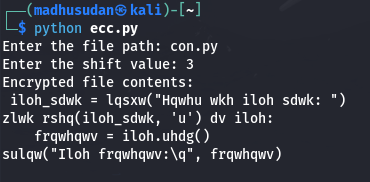 ┌──(madhusudan㉿kali)-[~]
└─$ python ecc.py
Enter the file path: con.py
Enter the shift value: 3
Encrypted file contents:
 iloh_sdwk = lqsxw("Hqwhu wkh iloh sdwk: ")
zlwk rshq(iloh_sdwk, 'u') dv iloh:
    frqwhqwv = iloh.uhdg()
sulqw("Iloh frqwhqwv:\q", frqwhqwv)